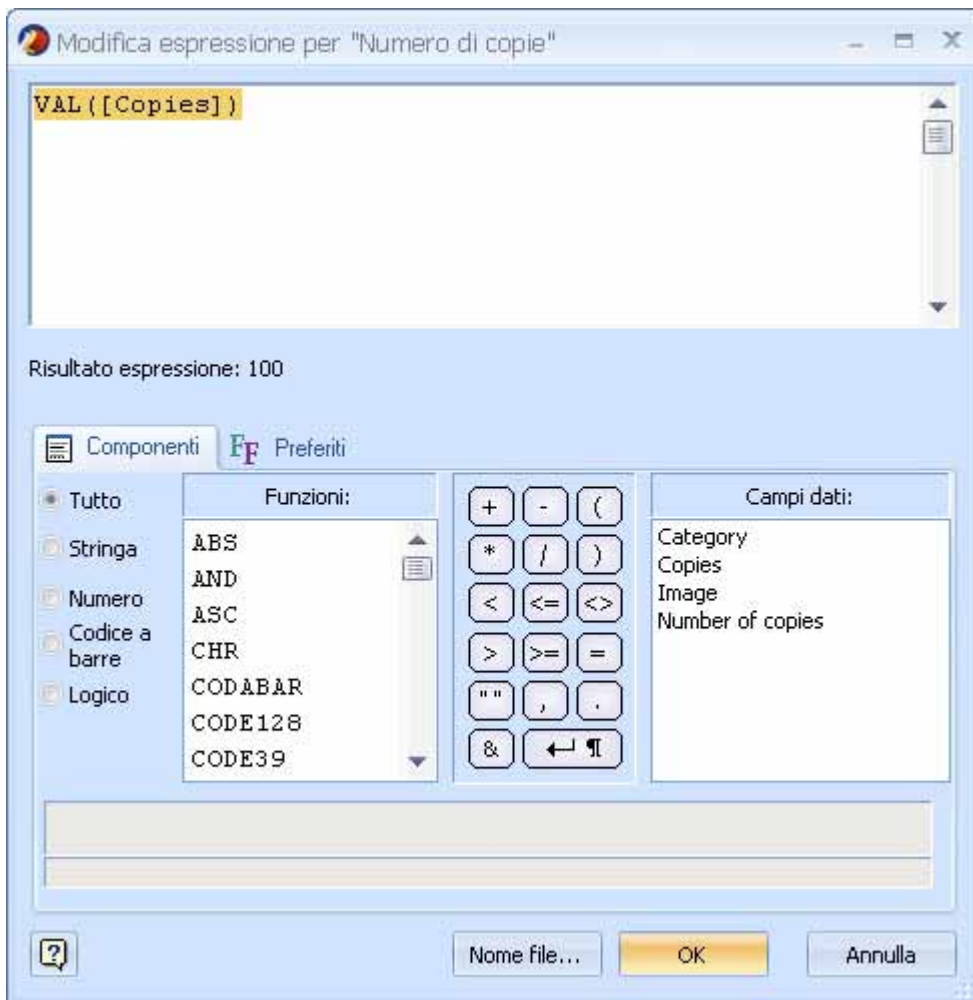 Modifica espressione per "Numero di copie"
VAL([Copies])
Risultato espressione: 100
Componenti
FF Preferiti
Tutto
Stringa
Numero
Codice a
barre
Logico
Funzioni:
ABS
AND
ASC
CHR
CODABAR
CODE128
CODE39
+ - (
* / )
< <= <>
> >= =
"" , .
& ↵ ¶
Campi dati:
Category
Copies
Image
Number of copies
?
Nome file...
OK
Annulla